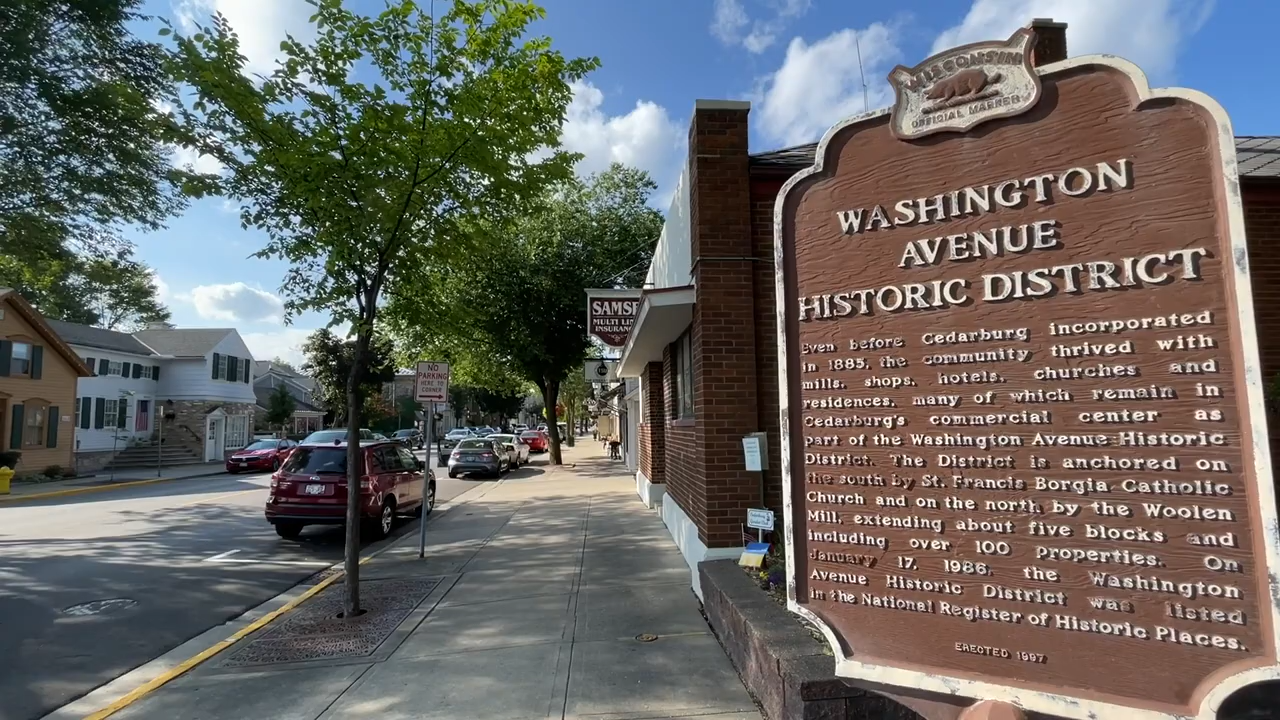 WISCONSIN
OFFICIAL MARKER
WASHINGTON
AVENUE
HISTORIC DISTRICT
Even before Cedarburg incorporated
in 1885, the community thrived with
mills, shops, hotels, churches and
residences, many of which remain in
Cedarburg's commercial center as
part of the Washington Avenue Historic
District. The District is anchored on
the south by St. Francis Borgia Catholic
Church and on the north by the Woolen
Mill, extending about five blocks and
including over 100 properties. On
January 17, 1986, the Washington
Avenue Historic District was listed
in the National Register of Historic Places.
ERECTED 1997
SAMSE
MULTI LIN
INSURANC
NO
PARKING
HERE TO
CORNER